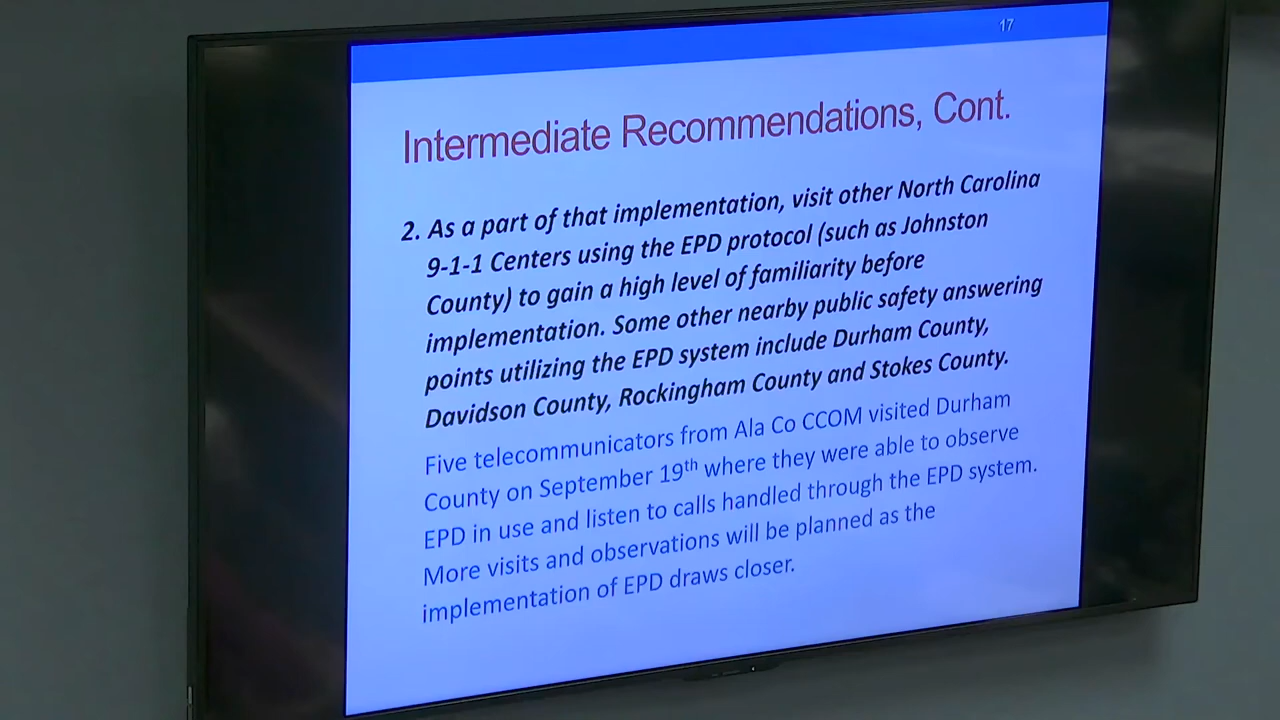 17
Intermediate Recommendations, Cont.
2. As a part of that implementation, visit other North Carolina
9-1-1 Centers using the EPD protocol (such as Johnston
County) to gain a high level of familiarity before
implementation. Some other nearby public safety answering
points utilizing the EPD system include Durham County,
Davidson County, Rockingham County and Stokes County.
Five telecommunicators from Ala Co CCOM visited Durham
County on September 19th where they were able to observe
EPD in use and listen to calls handled through the EPD system.
More visits and observations will be planned as the
implementation of EPD draws closer.